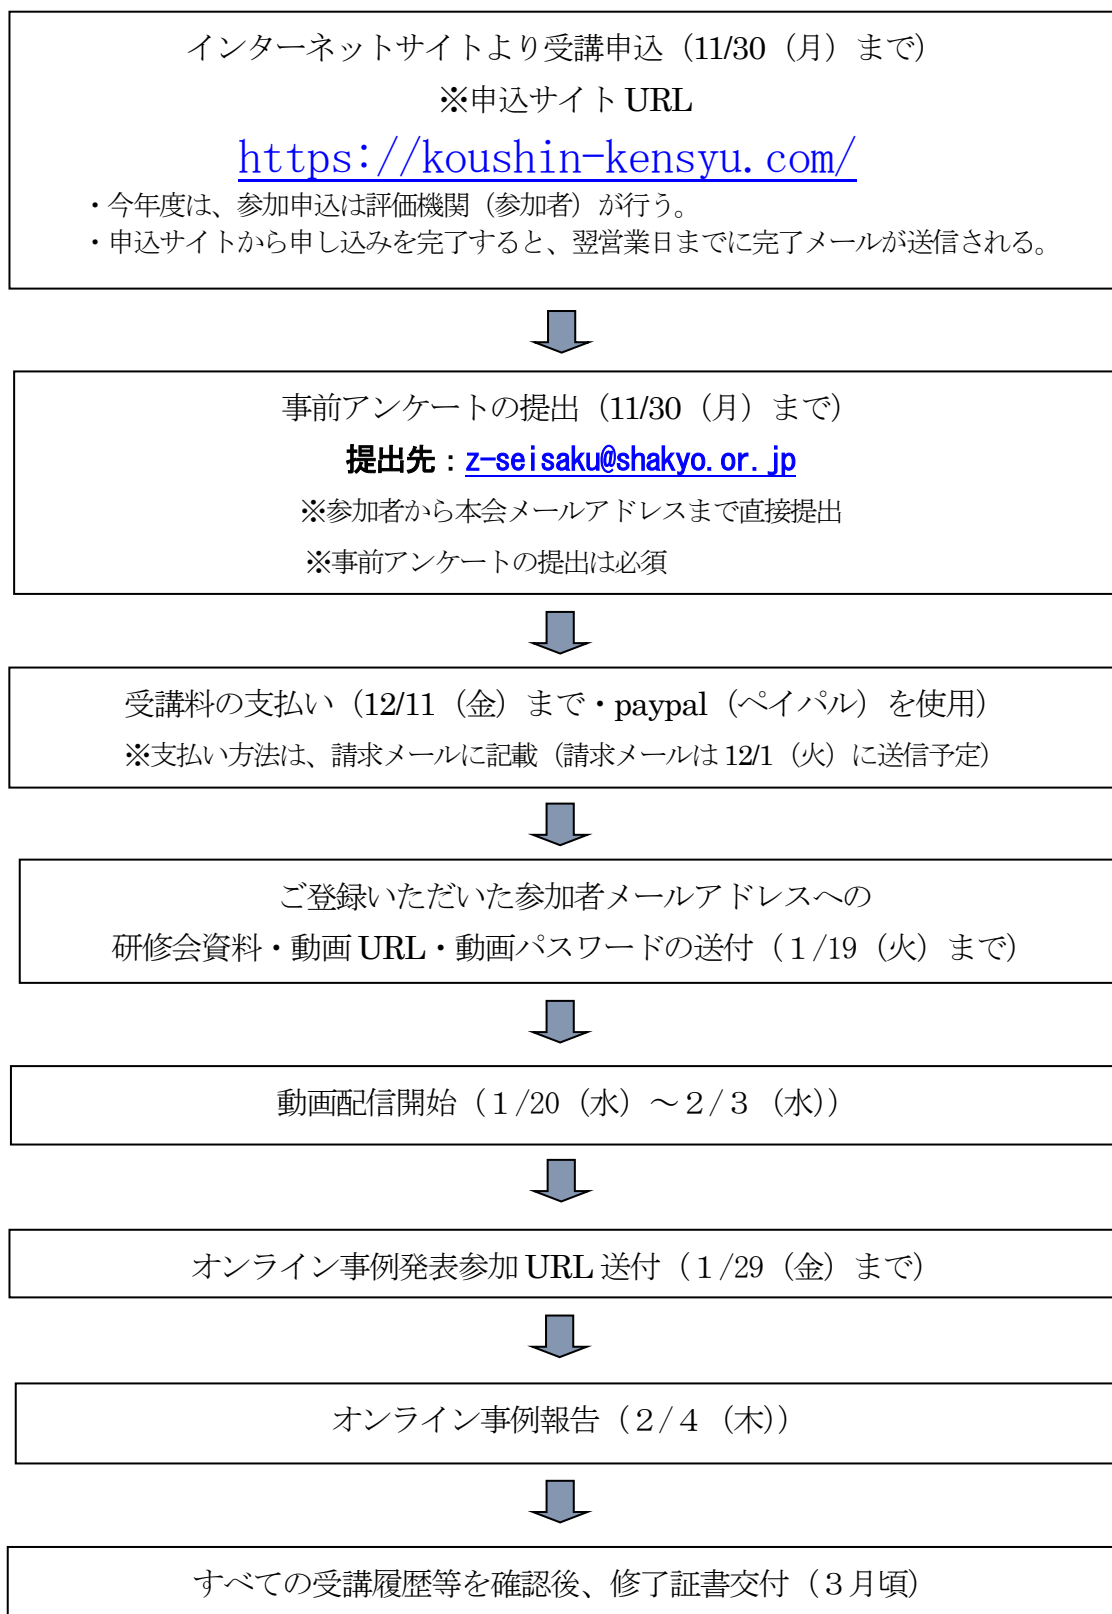 インターネットサイトより受講申込（11/30（月）まで）
※申込サイト URL
https://koushin-kensyu.com/
・今年度は、参加申込は評価機関（参加者）が行う。
・申込サイトから申し込みを完了すると、翌営業日までに完了メールが送信される。
事前アンケートの提出（11/30（月）まで）
提出先：z-seisaku@shakyo.or.jp
※参加者から本会メールアドレスまで直接提出
※事前アンケートの提出は必須
受講料の支払い（12/11（金）まで・paypal（ペイパル）を使用）
※支払い方法は、請求メールに記載（請求メールは 12/1（火）に送信予定）
ご登録いただいた参加者メールアドレスへの
研修会資料・動画 URL・動画パスワードの送付（１/19（火）まで）
動画配信開始（１/20（水）～２/３（水））
オンライン事例発表参加 URL 送付（１/29（金）まで）
オンライン事例報告（２/４（木））
すべての受講履歴等を確認後、修了証書交付（３月頃）